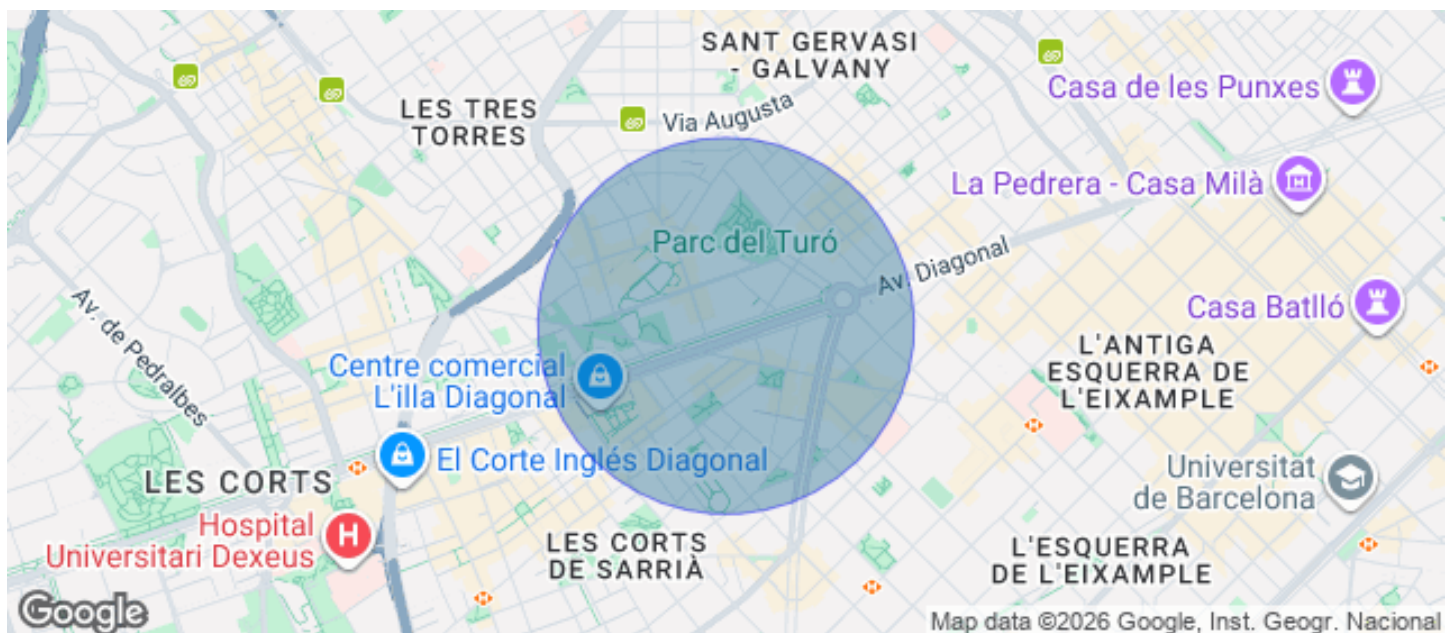 SANT GERVASI
- GALVANY
Casa de les Punxes
LES TRES
TORRES
Via Augusta
La Pedrera - Casa Milà
Parc del Turó
Av. Diagonal
Av. de Pedralbes
Casa Batlló
L'ANTIGA
ESQUERRA DE
L'EIXAMPLE
Centre comercial
L'illa Diagonal
El Corte Inglés Diagonal
LES CORTS
Universitat
de Barcelona
Hospital
Universitari Dexeus
H
LES CORTS
DE SARRIÀ
L'ESQUERRA
DE L'EIXAMPLE
Google
Map data ©2026 Google, Inst. Geogr. Nacional